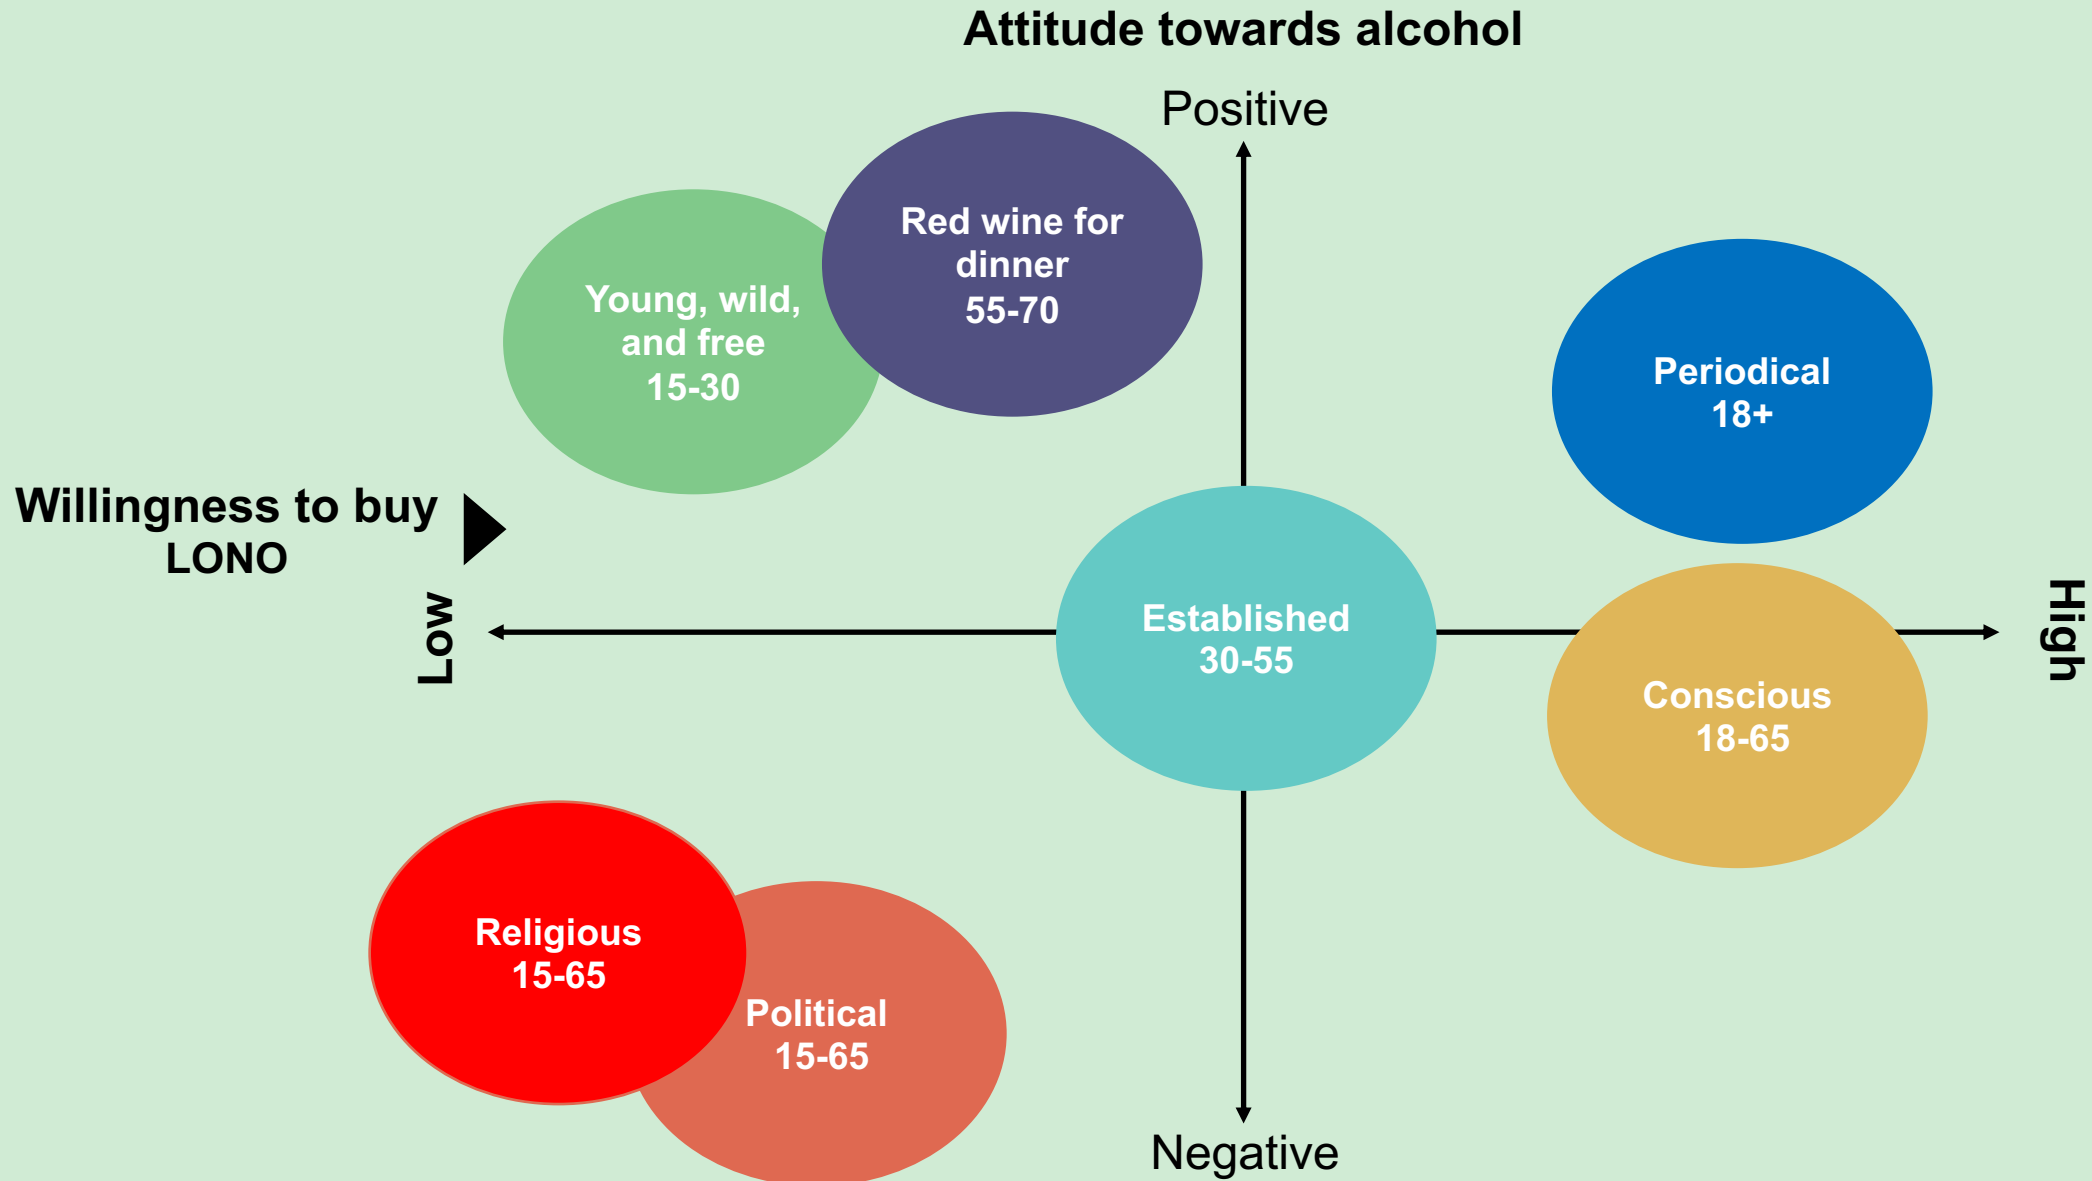 Attitude towards alcohol
Positive
Red wine for
dinner
55-70
Young, wild,
and free
15-30
Periodical
18+
Willingness to buy
LONO
Low
High
Established
30-55
Conscious
18-65
Religious
15-65
Political
15-65
Negative